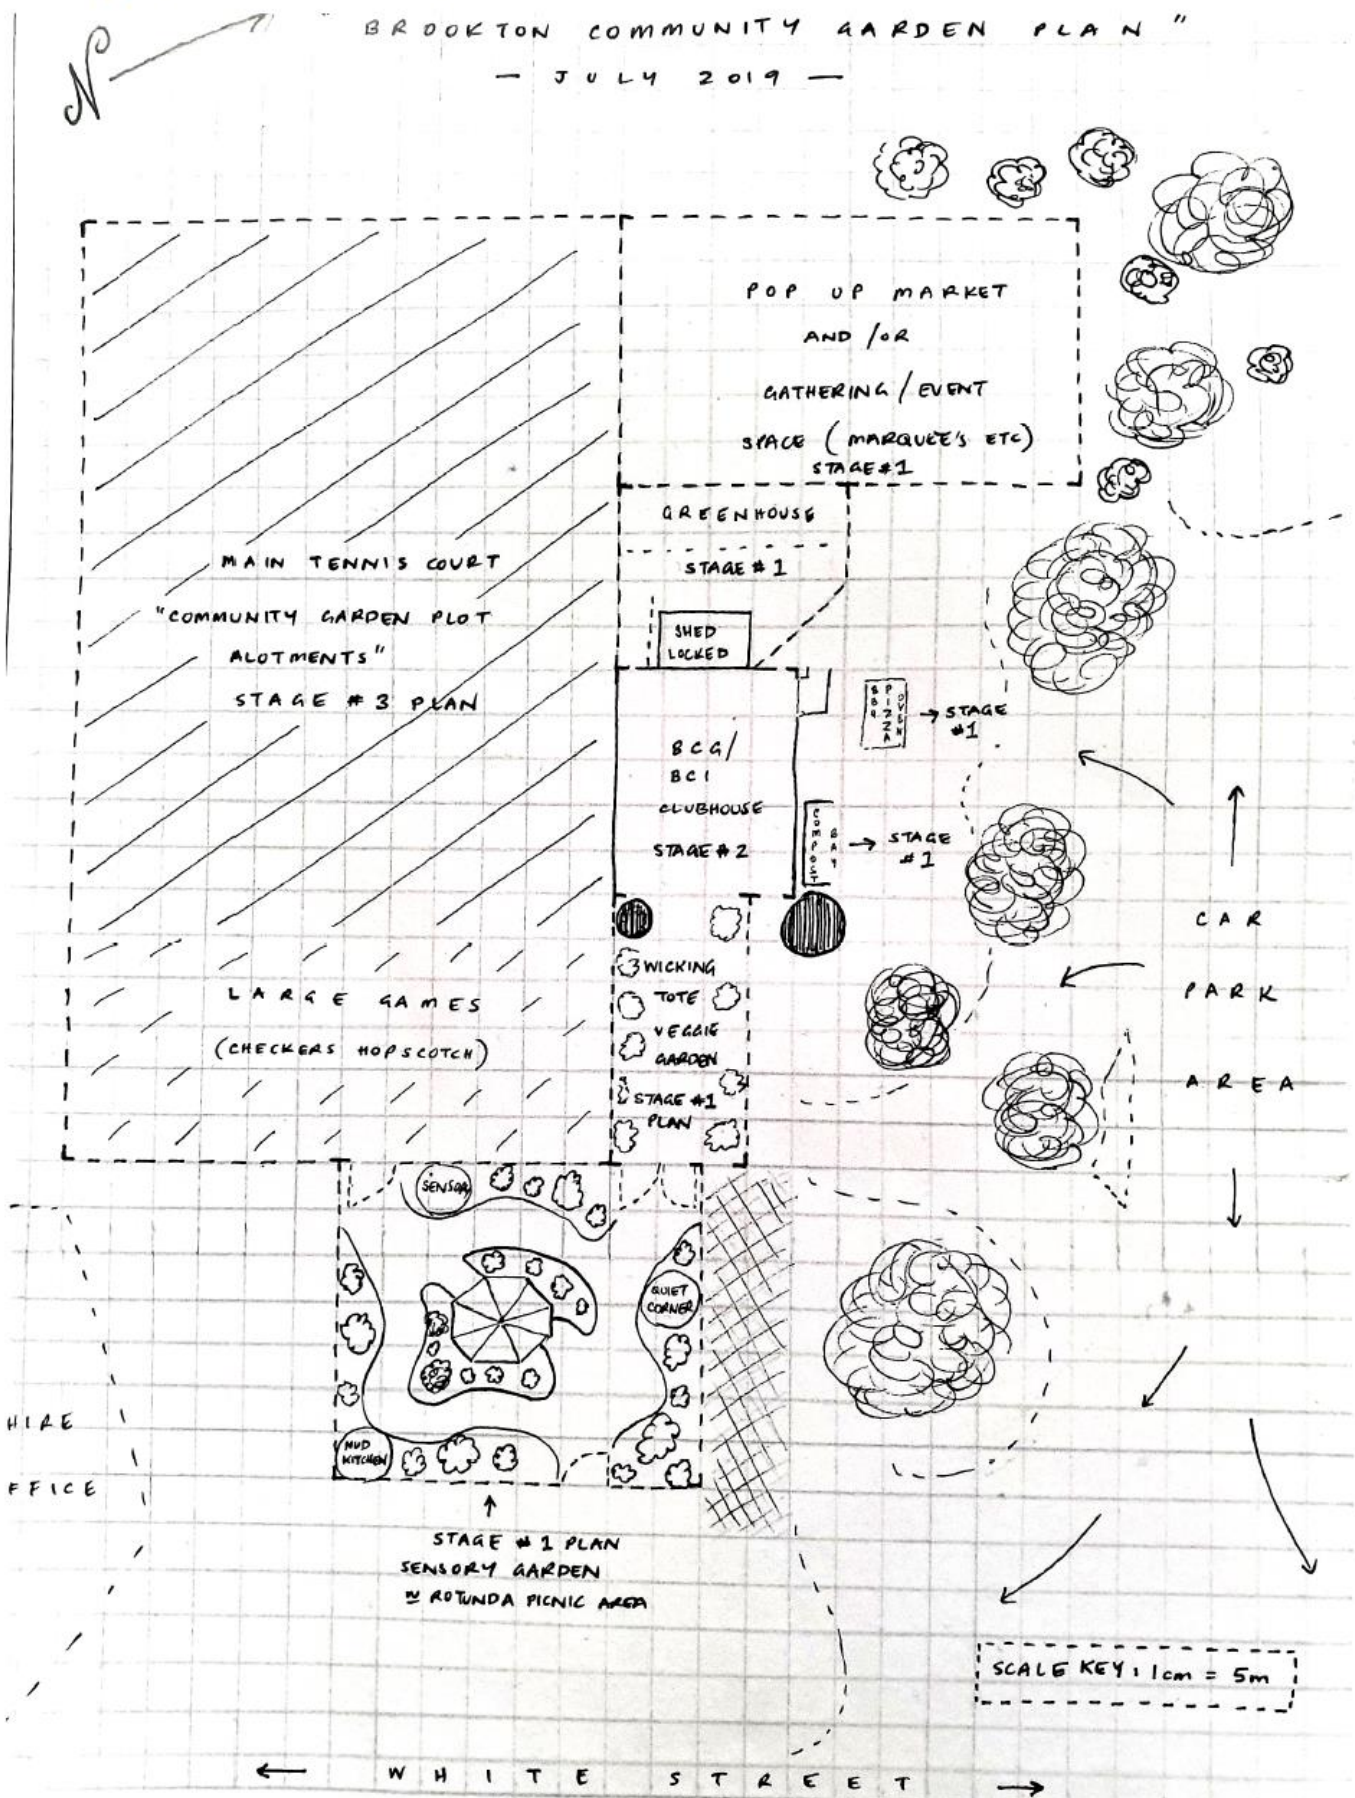 N
"BROOKTON COMMUNITY GARDEN PLAN"
— JULY 2019 —
POP UP MARKET
AND / OR
GATHERING / EVENT
SPACE (MARQUEE'S ETC)
STAGE #1
GREENHOUSE
STAGE #1
SHED
LOCKED
MAIN TENNIS COURT
"COMMUNITY GARDEN PLOT
ALOTMENTS"
STAGE #3 PLAN
BBQ
PIZZA
OVEN
→ STAGE
#1
BCG/
BCI
CLUBHOUSE
STAGE #2
COMPOST
BAY
→ STAGE
#1
CAR
PARK
AREA
LARGE GAMES
(CHECKERS HOPSCOTCH)
WICKING
TOTE
VEGGIE
GARDEN
STAGE #1
PLAN
SENSOR
QUIET
CORNER
MUD
KITCHEN
HIRE
FFICE
STAGE #1 PLAN
SENSORY GARDEN
W ROTUNDA PICNIC AREA
SCALE KEY: 1cm = 5m
← WHITE STREET →